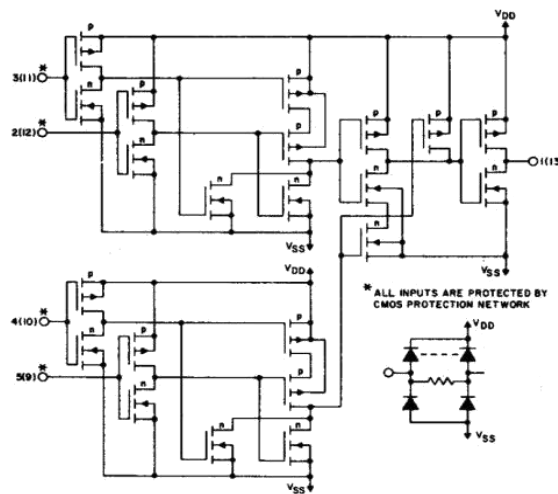 VDD
p
*
3(11)
n
p
p
p
p
*
2(12)
p
p
n
n
n
1(13
n
n
n
VSS
VDD
VSS
* ALL INPUTS ARE PROTECTED BY
CMOS PROTECTION NETWORK
p
*
4(10)
VDD
n
p
*
5(9)
p
n
n
n
VSS
VSS